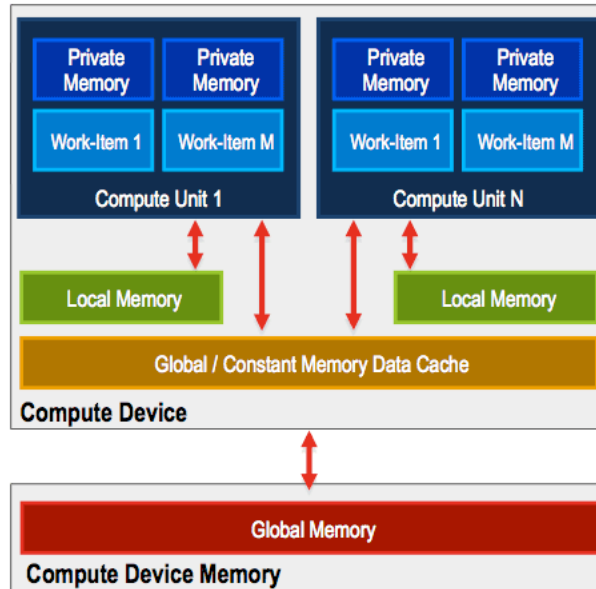 Private Memory
Private Memory
Private Memory
Private Memory
Work-Item 1
Work-Item M
Work-Item 1
Work-Item M
Compute Unit 1
Compute Unit N
Local Memory
Local Memory
Global / Constant Memory Data Cache
Compute Device
Global Memory
Compute Device Memory